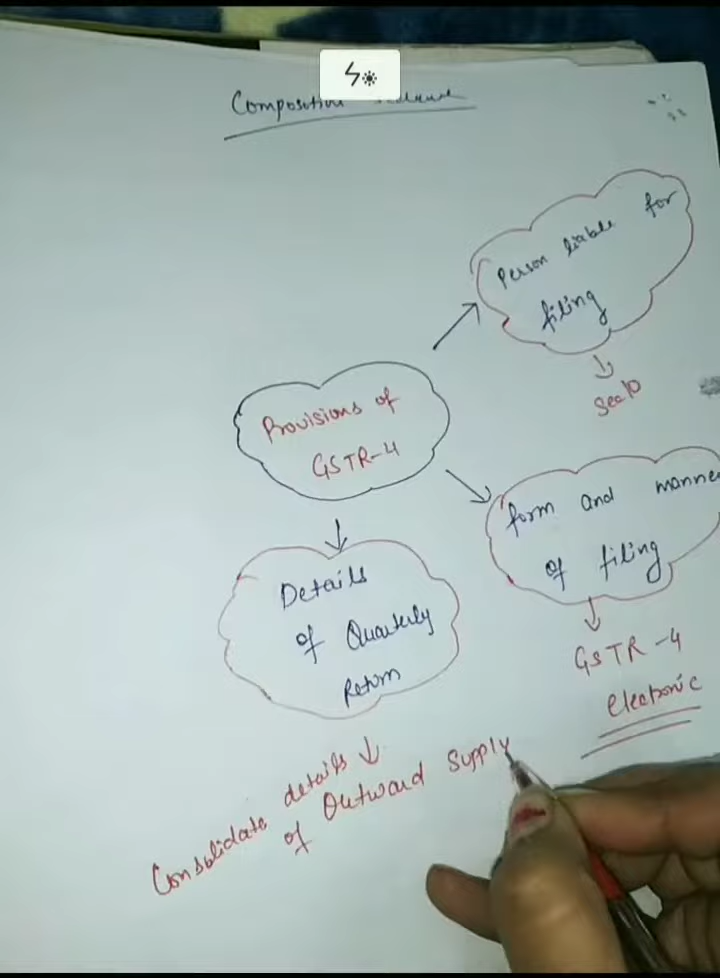 Composition
Person liable for
filing
Sec 10
Provisions of
GSTR-4
form and manner
of filing
GSTR-4
Electronic
Details
of Quarterly
Return
Consolidate details
of Outward Supply